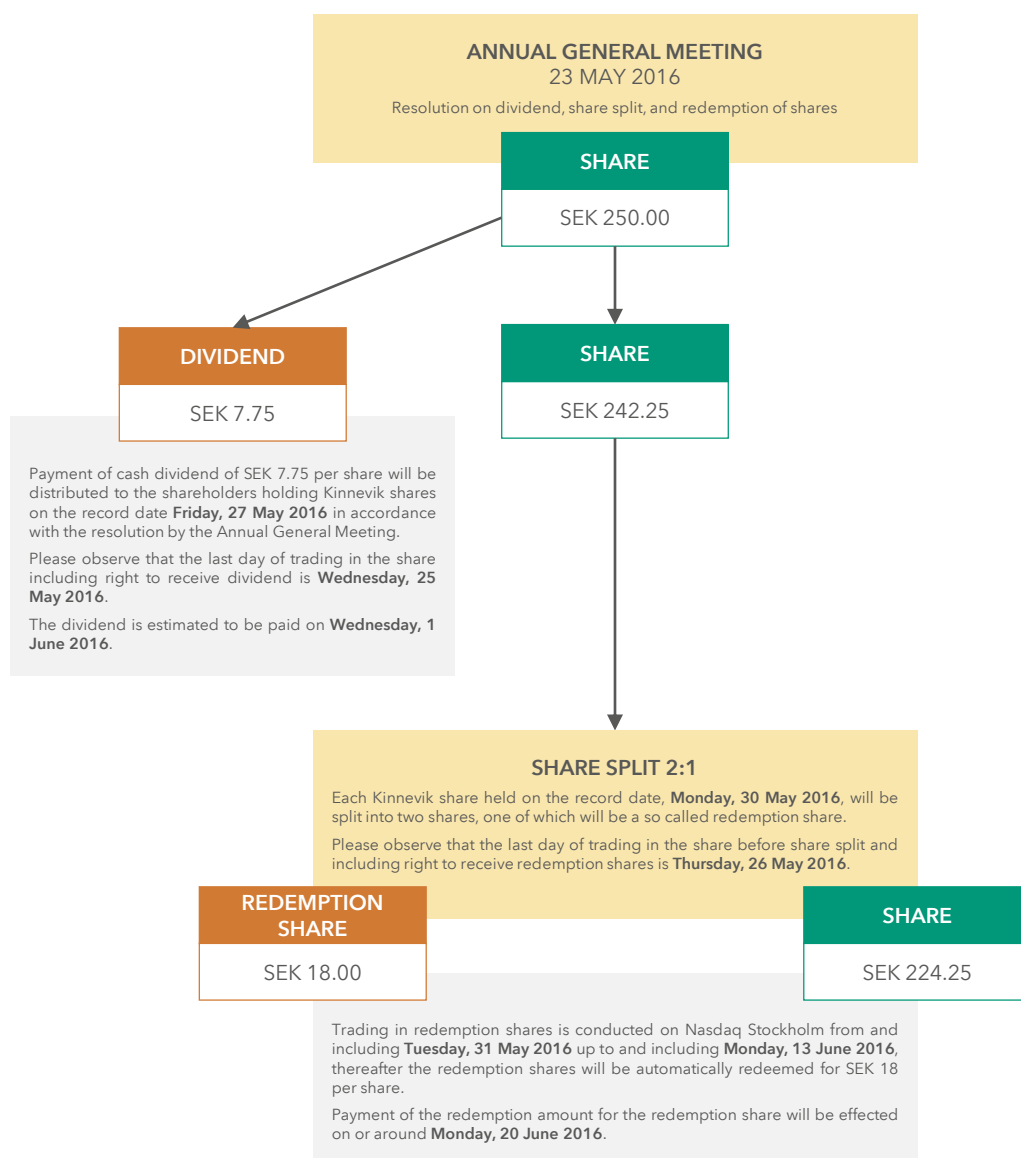 ANNUAL GENERAL MEETING
23 MAY 2016
Resolution on dividend, share split, and redemption of shares
SHARE
SEK 250.00
DIVIDEND
SEK 7.75
SHARE
SEK 242.25
Payment of cash dividend of SEK 7.75 per share will be
distributed to the shareholders holding Kinnevik shares
on the record date Friday, 27 May 2016 in accordance
with the resolution by the Annual General Meeting.
Please observe that the last day of trading in the share
including right to receive dividend is Wednesday, 25
May 2016.
The dividend is estimated to be paid on Wednesday, 1
June 2016.
SHARE SPLIT 2:1
Each Kinnevik share held on the record date, Monday, 30 May 2016, will be
split into two shares, one of which will be a so called redemption share.
Please observe that the last day of trading in the share before share split and
including right to receive redemption shares is Thursday, 26 May 2016.
REDEMPTION
SHARE
SEK 18.00
SHARE
SEK 224.25
Trading in redemption shares is conducted on Nasdaq Stockholm from and
including Tuesday, 31 May 2016 up to and including Monday, 13 June 2016,
thereafter the redemption shares will be automatically redeemed for SEK 18
per share.
Payment of the redemption amount for the redemption share will be effected
on or around Monday, 20 June 2016.